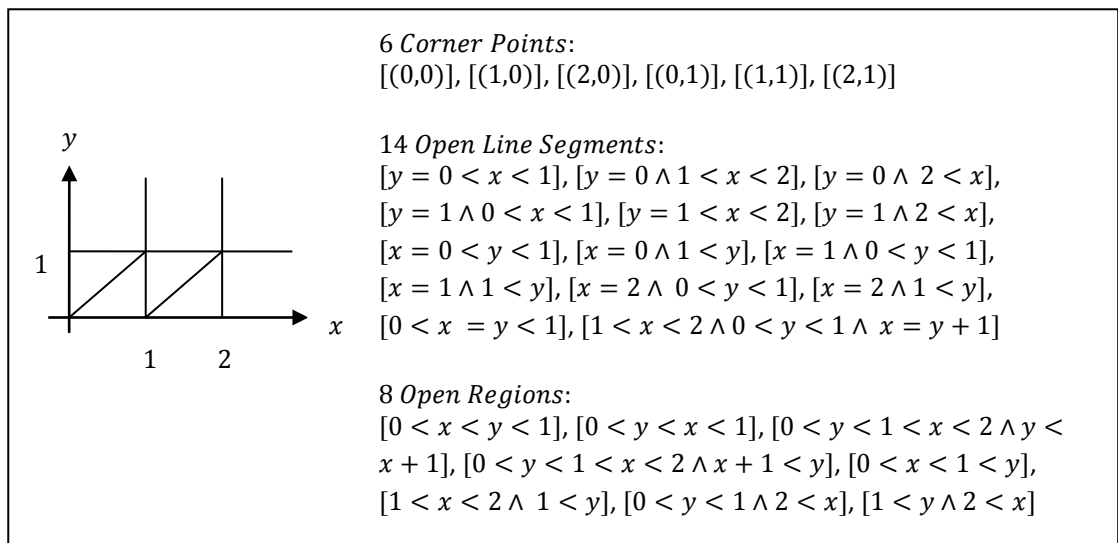 6 Corner Points:
[(0,0)], [(1,0)], [(2,0)], [(0,1)], [(1,1)], [(2,1)]
14 Open Line Segments:
[y = 0 < x < 1], [y = 0 ∧ 1 < x < 2], [y = 0 ∧ 2 < x],
[y = 1 ∧ 0 < x < 1], [y = 1 < x < 2], [y = 1 ∧ 2 < x],
[x = 0 < y < 1], [x = 0 ∧ 1 < y], [x = 1 ∧ 0 < y < 1],
[x = 1 ∧ 1 < y], [x = 2 ∧ 0 < y < 1], [x = 2 ∧ 1 < y],
[0 < x = y < 1], [1 < x < 2 ∧ 0 < y < 1 ∧ x = y + 1]
8 Open Regions:
[0 < x < y < 1], [0 < y < x < 1], [0 < y < 1 < x < 2 ∧ y <
x + 1], [0 < y < 1 < x < 2 ∧ x + 1 < y], [0 < x < 1 < y],
[1 < x < 2 ∧ 1 < y], [0 < y < 1 ∧ 2 < x], [1 < y ∧ 2 < x]
y
1
x
1 2